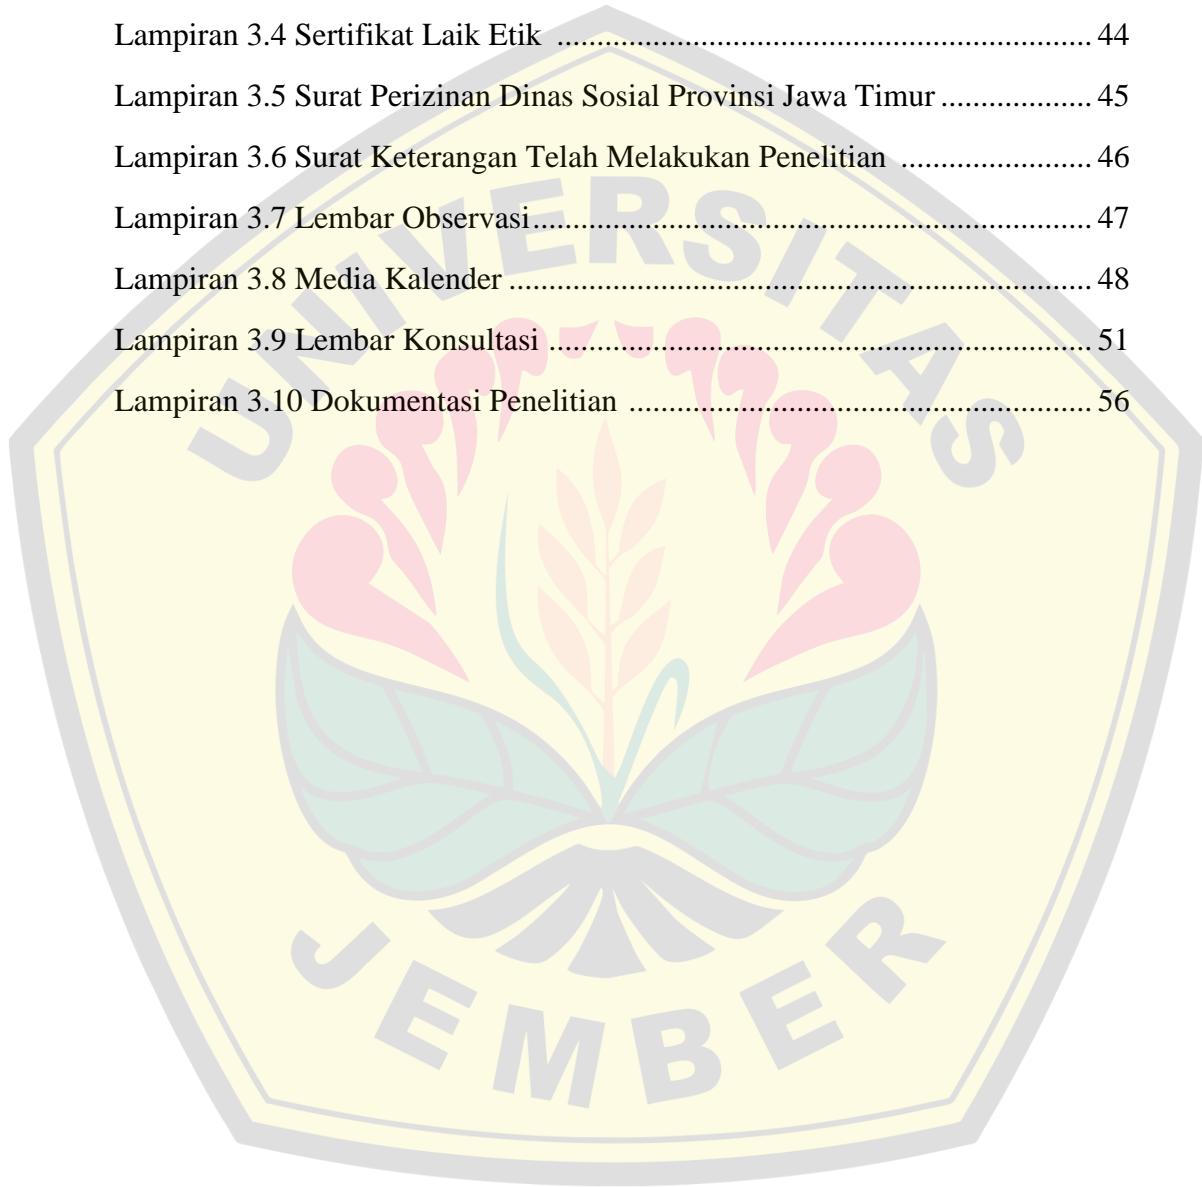 Lampiran 3.4 Sertifikat Laik Etik .................................................................... 44
Lampiran 3.5 Surat Perizinan Dinas Sosial Provinsi Jawa Timur ................... 45
Lampiran 3.6 Surat Keterangan Telah Melakukan Penelitian ........................ 46
Lampiran 3.7 Lembar Observasi....................................................................... 47
Lampiran 3.8 Media Kalender .......................................................................... 48
Lampiran 3.9 Lembar Konsultasi ..................................................................... 51
Lampiran 3.10 Dokumentasi Penelitian ........................................................... 56
UNIVERSITAS
JEMBER